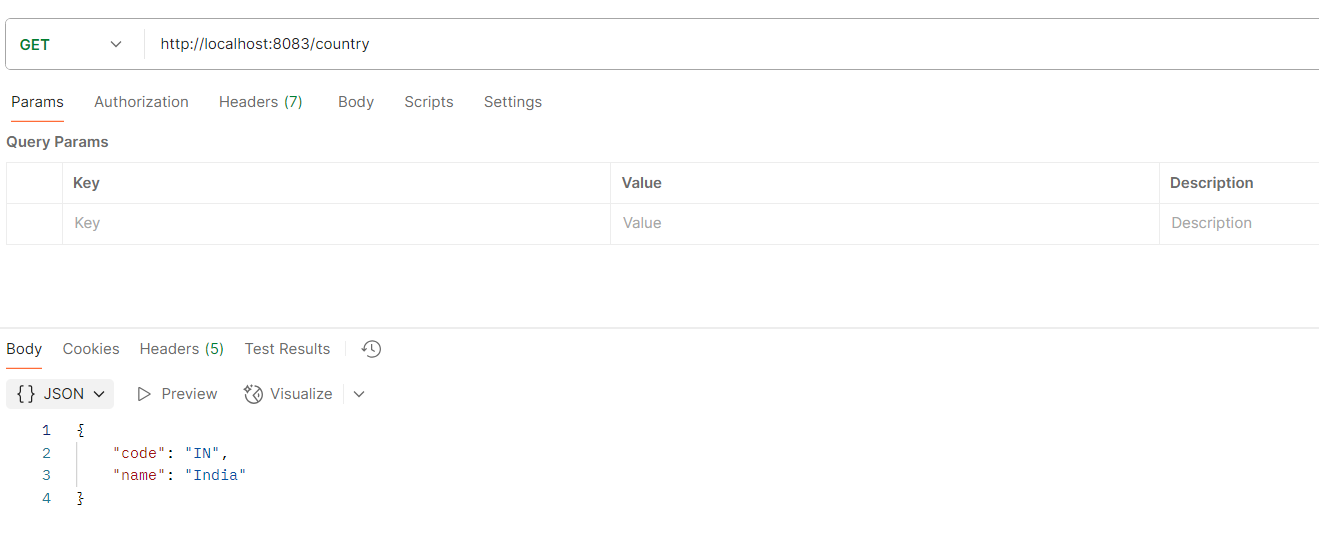 GET http://localhost:8083/country
Params Authorization Headers (7) Body Scripts Settings
Query Params
Key Value Description
Key Value Description
Body Cookies Headers (5) Test Results
{} JSON Preview Visualize
1 {
2 "code": "IN",
3 "name": "India"
4 }